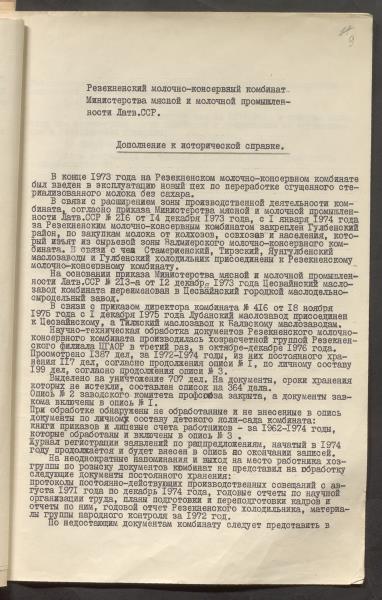 9
Резекненский молочно-консервный комбинат
Министерства мясной и молочной промышлен-
ности Латв.ССР.
Дополнение к исторической справке.
В конце 1973 года на Резекненском молочно-консервном комбинате
был введен в эксплуатацию новый цех по переработке сгущенного сте-
рилизованного молока без сахара.
В связи с расширением зоны производственной деятельности ком-
бината, согласно приказа Министерства мясной и молочной промышлен-
ности Латв.ССР № 216 от 14 декабря 1973 года, с 1 января 1974 года
за Резекненским молочно-консервным комбинатом закреплен Гулбенский
район, по закупкам молока от колхозов, совхозов и населения, кото-
рый изъят из сырьевой зоны Валмиерского молочно-консервного ком-
бината. В связи с чем Стамериенский, Тирзский, Лунгулбенский
маслозаводы и Гулбенский холодильник присоединены к Резекненскому
молочно-консервному комбинату.
На основании приказа Министерства мясной и молочной промышлен-
ности Латв.ССР № 213-а от 12 декабря 1973 года Цесвайнский масло-
завод комбината переименован в Цесвайнский городской маслодельно-
сыродельный завод.
В связи с приказом директора комбината № 416 от 18 ноября
1975 года с 1 декабря 1975 года Лубанский маслозавод присоединен
к Цесвайнскому, а Тилжский маслозавод к Балвскому маслозаводам.
Научно-техническая обработка документов Резекненского молочно-
консервного комбината производилась хозрасчетной группой Резекнен-
ского филиала ЦГАОР в третий раз, в октябре-декабре 1976 года.
Просмотрено 1387 дел, за 1972-1974 годы, из них постоянного хра-
нения 117 дел, согласно продолжения описи № 1, по личному составу
199 дел, согласно продолжения описи № 3.
Выделено на уничтожение 707 дел. На документы, сроки хранения
которых не истекли, составлен список на 364 дела.
Опись № 2 заводского комитета профсоюза закрыта, а документы зав-
кома включены в опись № 1.
При обработке обнаружены не обработанные и не внесенные в опись
документы по личному составу детского ясли-сада комбината:
книги приказов и лицевые счета работников - за 1962-1974 годы,
которые обработаны и включены в опись № 3 .
Журнал регистрации заявлений по рацпредложениям, начатый в 1974
году продолжается и будет внесен в опись по окончании записей.
На неоднократные напоминания и выход на место работника хоз-
группы по розыску документов комбинат не представил на обработку
следующие документы постоянного хранения:
протоколы постоянно-действующих производственных совещаний с ав-
густа 1971 года по декабрь 1974 года, годовые отчеты по научной
организации труда, планы подготовки и переподготовки кадров и
отчеты по ним, годовой отчет Резекненского холодильника, материа-
лы группы народного контроля за 1972 год.
По недостающим документам комбинату следует представить в